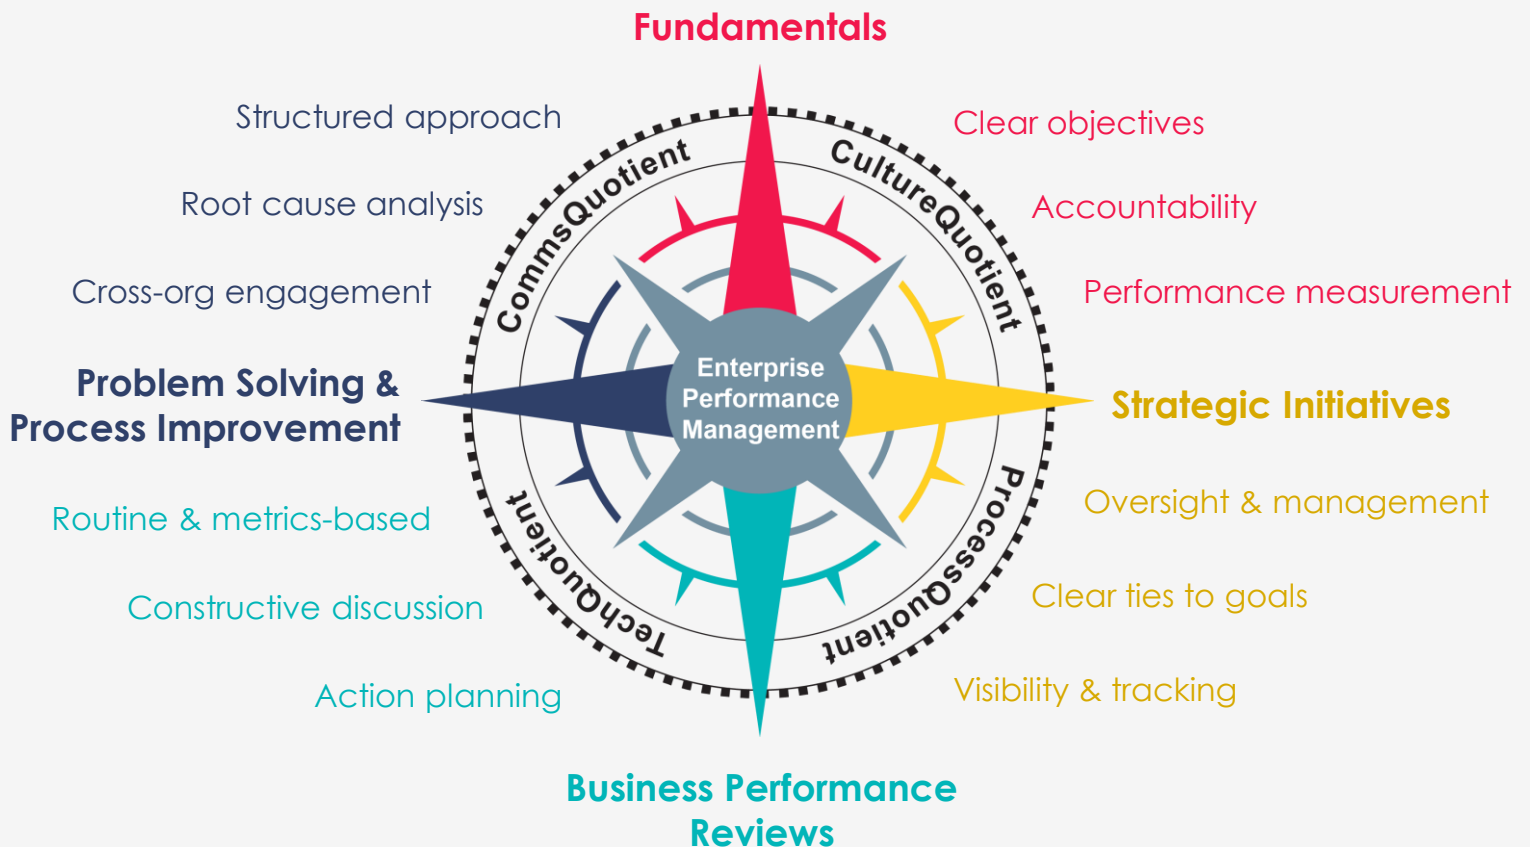 Fundamentals
Structured approach
Root cause analysis
Cross-org engagement
Clear objectives
Accountability
Performance measurement
CommsQuotient
CultureQuotient
Enterprise
Performance
Management
Problem Solving &
Process Improvement
Strategic Initiatives
Routine & metrics-based
Constructive discussion
Action planning
Oversight & management
Clear ties to goals
Visibility & tracking
TechQuotient
ProcessQuotient
Business Performance
Reviews